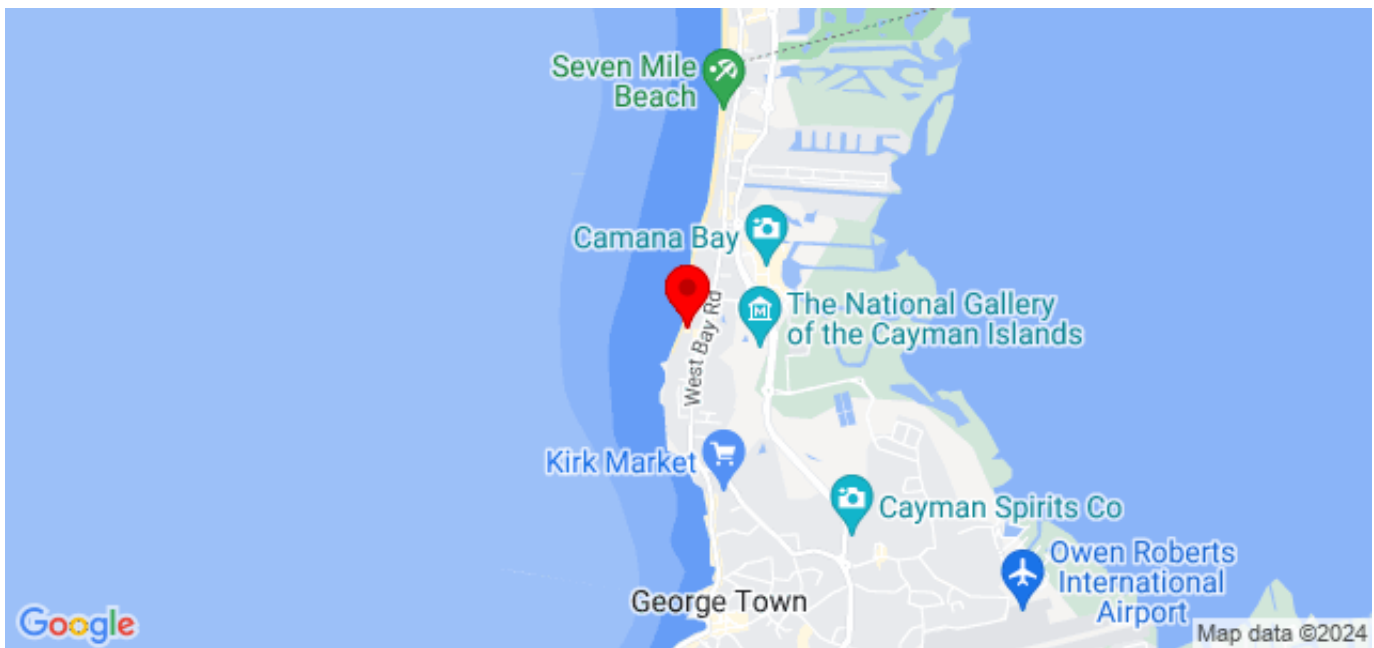 Seven Mile
Beach
Camana Bay
West Bay Rd
The National Gallery
of the Cayman Islands
Kirk Market
Cayman Spirits Co
Owen Roberts
International
Airport
George Town
Google
Map data ©2024